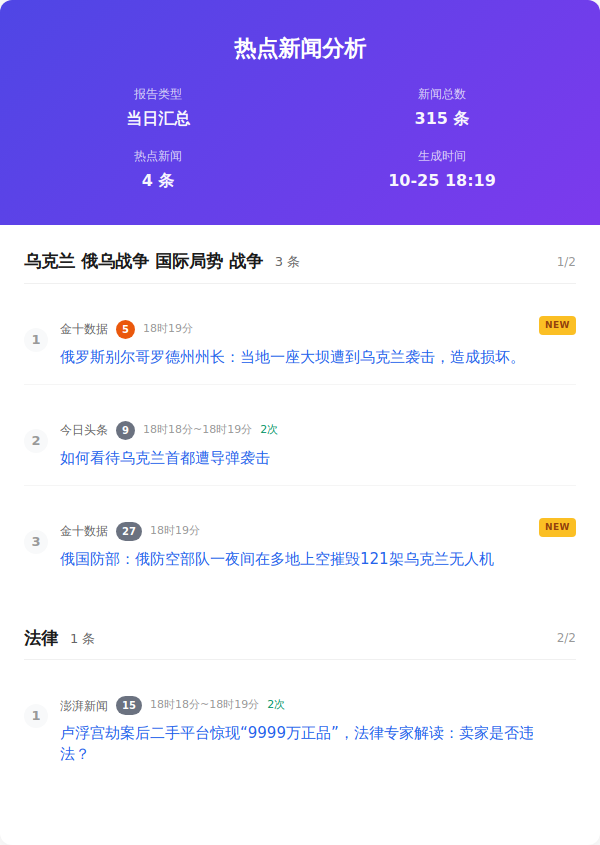 热点新闻分析
报告类型
新闻总数
当日汇总
315 条
热点新闻
生成时间
4 条
10-25 18:19
乌克兰 俄乌战争 国际局势 战争 3 条 1/2
1 金十数据 5 18时19分 NEW
俄罗斯别尔哥罗德州州长：当地一座大坝遭到乌克兰袭击，造成损坏。
2 今日头条 9 18时18分~18时19分 2次
如何看待乌克兰首都遭导弹袭击
3 金十数据 27 18时19分 NEW
俄国防部：俄防空部队一夜间在多地上空摧毁121架乌克兰无人机
法律 1 条 2/2
1 澎湃新闻 15 18时18分~18时19分 2次
卢浮宫劫案后二手平台惊现“9999万正品”，法律专家解读：卖家是否违
法？